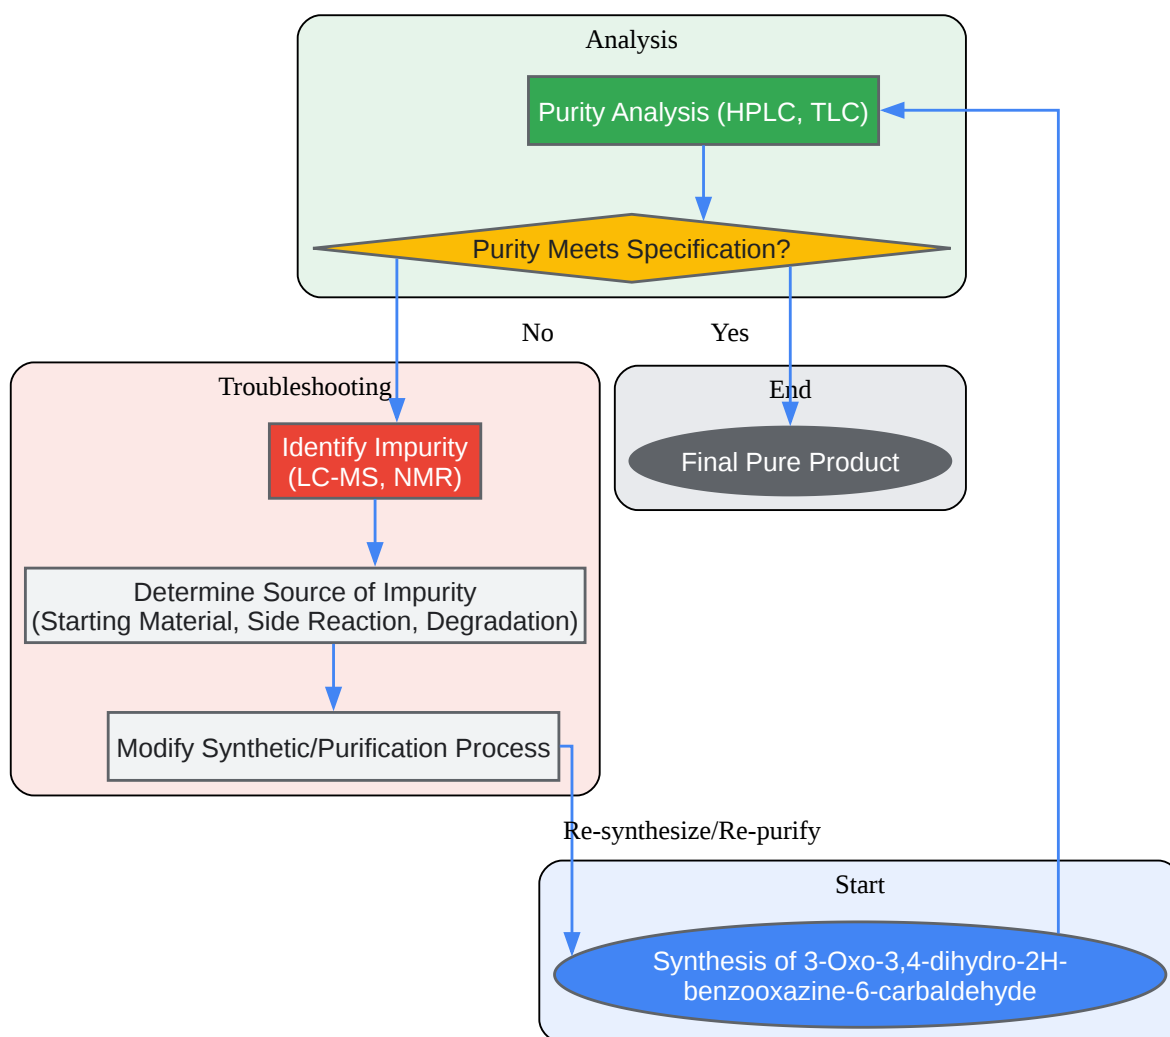 Analysis
Purity Analysis (HPLC, TLC)
Purity Meets Specification?
No
Yes
Troubleshooting
End
Identify Impurity
(LC-MS, NMR)
Final Pure Product
Determine Source of Impurity
(Starting Material, Side Reaction, Degradation)
Modify Synthetic/Purification Process
Re-synthesize/Re-purify
Start
Synthesis of 3-Oxo-3,4-dihydro-2H-
benzooxazine-6-carbaldehyde